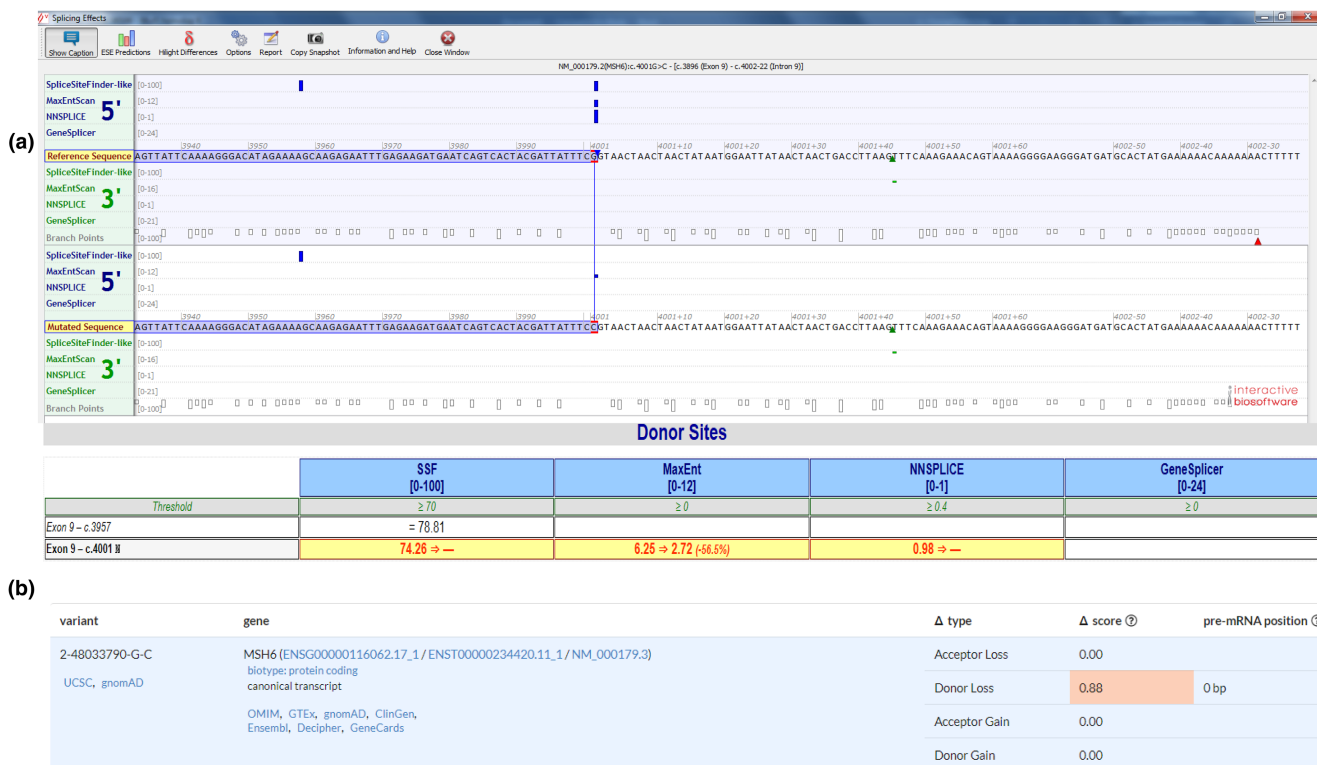 Splicing Effects
Show Caption ESE Predictions Hilight Differences Options Report Copy Snapshot Information and Help Close Window
NM_000179.2(MSH6):c.4001G>C - [c.3896 (Exon 9) - c.4002-22 (Intron 9)]
(a)
SpliceSiteFinder-like [0-100]
MaxEntScan [0-12]
5'
NNSPLICE [0-1]
GeneSplicer [0-24]
3940 3950 3960 3970 3980 3990 4001 4001+10 4001+20 4001+30 4001+40 4001+50 4001+60 4002-50 4002-40 4002-30
Reference Sequence AGTTATTCAAAAGGGACATAGAAAAGCAAGAGAATTTGAGAAGATGAATCAGTCACTACGATTATTTCGGTAACTAACTAACTATAATGGAATTATAACTAACTGACCTTAAGTTTCAAAGAAACAGTAAAAGGGGAAGGGATGATGCACTATGAAAAAACAAAAAAACTTTTT
SpliceSiteFinder-like [0-100]
MaxEntScan [0-16]
3'
NNSPLICE [0-1]
GeneSplicer [0-21]
Branch Points [0-100]
SpliceSiteFinder-like [0-100]
MaxEntScan [0-12]
5'
NNSPLICE [0-1]
GeneSplicer [0-24]
3940 3950 3960 3970 3980 3990 4001 4001+10 4001+20 4001+30 4001+40 4001+50 4001+60 4002-50 4002-40 4002-30
Mutated Sequence AGTTATTCAAAAGGGACATAGAAAAGCAAGAGAATTTGAGAAGATGAATCAGTCACTACGATTATTTCCGTAACTAACTAACTATAATGGAATTATAACTAACTGACCTTAAGTTTCAAAGAAACAGTAAAAGGGGAAGGGATGATGCACTATGAAAAAACAAAAAAACTTTTT
SpliceSiteFinder-like [0-100]
MaxEntScan [0-16]
3'
NNSPLICE [0-1]
GeneSplicer [0-21]
Branch Points [0-100]
interactive
biosoftware
Donor Sites
SSF MaxEnt NNSPLICE GeneSplicer
[0-100] [0-12] [0-1] [0-24]
Threshold ≥ 70 ≥ 0 ≥ 0.4 ≥ 0
Exon 9 – c.3957 = 78.81
Exon 9 – c.4001 74.26 ⇒ — 6.25 ⇒ 2.72 (-56.5%) 0.98 ⇒ —
(b)
variant gene Δ type Δ score ? pre-mRNA position
2-48033790-G-C MSH6 (ENSG00000116062.17_1 / ENST00000234420.11_1 / NM_000179.3) Acceptor Loss 0.00
biotype: protein coding
UCSC, gnomAD canonical transcript Donor Loss 0.88 0 bp
OMIM, GTEx, gnomAD, ClinGen, Acceptor Gain 0.00
Ensembl, Decipher, GeneCards
Donor Gain 0.00